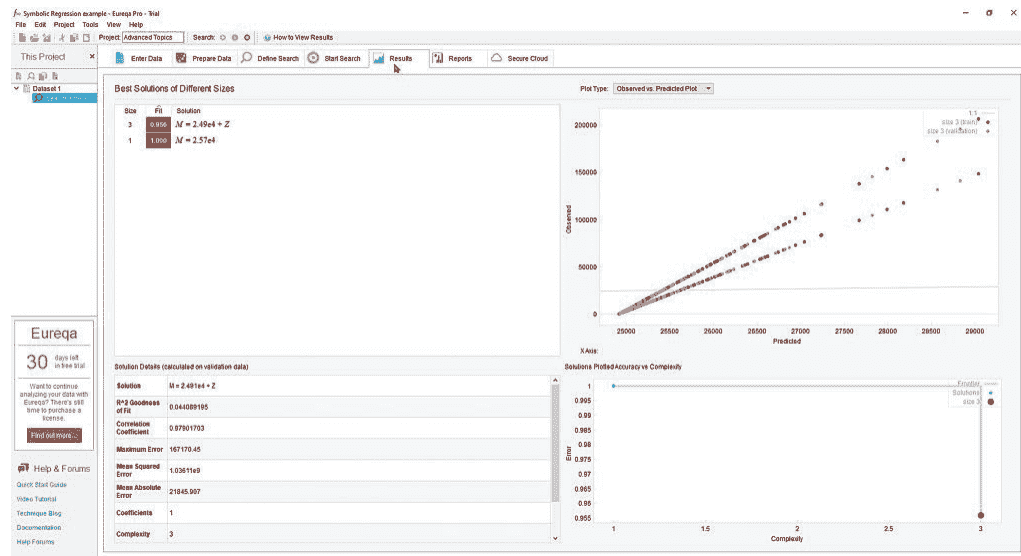 Symbolic Regression example - Eureqa Pro - Trial
File Edit Project Tools View Help
Project: Advanced Topics Search: How to View Results
This Project
Enter Data Prepare Data Define Search Start Search Results Reports Secure Cloud
Dataset 1
Best Solutions of Different Sizes
Size Fit Solution
3 0.956 M = 2.49e4 + Z
1 1.000 M = 2.57e4
Plot Type: Observed vs. Predicted Plot
1:1
size 3 (train)
size 3 (validation)
200000
150000
100000
50000
0
Observed
25000 25500 26000 26500 27000 27500 28000 28500 29000
Predicted
X Axis:
Eureqa
30 days left in free trial
Want to continue
analyzing your data with
Eureqa? There's still
time to purchase a
license.
Find out more...
Help & Forums
Quick Start Guide
Video Tutorial
Technique Blog
Documentation
Help Forums
Solution Details (calculated on validation data)
Solution M = 2.491e4 + Z
R^2 Goodness of Fit 0.044089195
Correlation Coefficient 0.97901703
Maximum Error 167170.45
Mean Squared Error 1.03611e9
Mean Absolute Error 21845.907
Coefficients 1
Complexity 3
Solutions Plotted Accuracy vs Complexity
Solutions
size 3
1
0.995
0.99
0.985
0.98
0.975
0.97
0.965
0.96
0.955
Error
1 1.5 2 2.5 3
Complexity